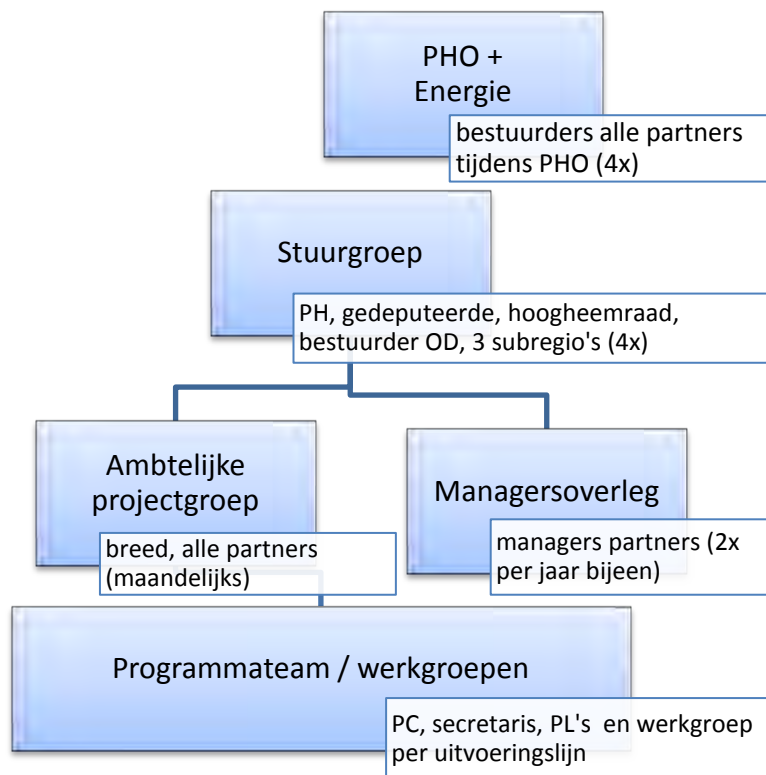 PHO +
Energie
bestuurders alle partners
tijdens PHO (4x)
Stuurgroep
PH, gedeputeerde, hoogheemraad,
bestuurder OD, 3 subregio's (4x)
Ambtelijke
projectgroep
breed, alle partners
(maandelijks)
Managersoverleg
managers partners (2x
per jaar bijeen)
Programmateam / werkgroepen
PC, secretaris, PL's en werkgroep
per uitvoeringslijn